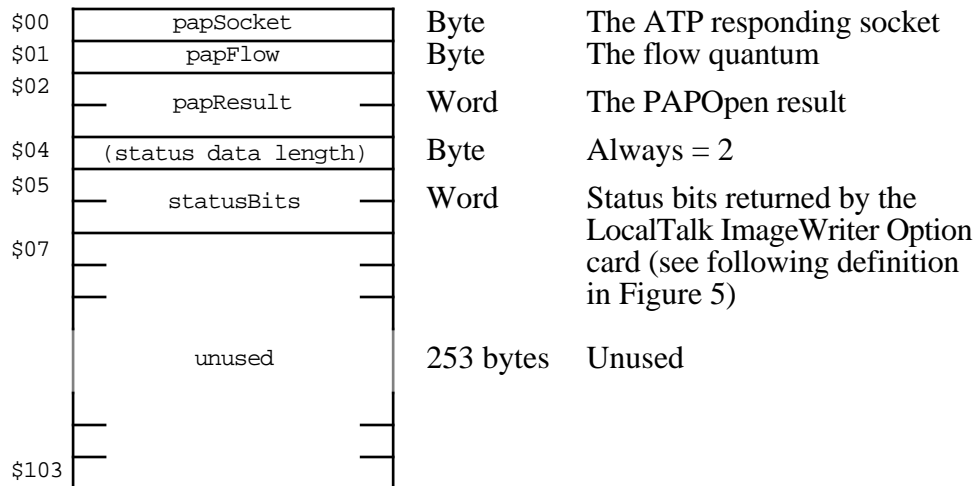 $00 papSocket Byte The ATP responding socket
$01 papFlow Byte The flow quantum
$02 papResult Word The PAPOpen result
$04 (status data length) Byte Always = 2
$05 statusBits Word Status bits returned by the
LocalTalk ImageWriter Option
$07 card (see following definition
in Figure 5)
unused 253 bytes Unused
$103